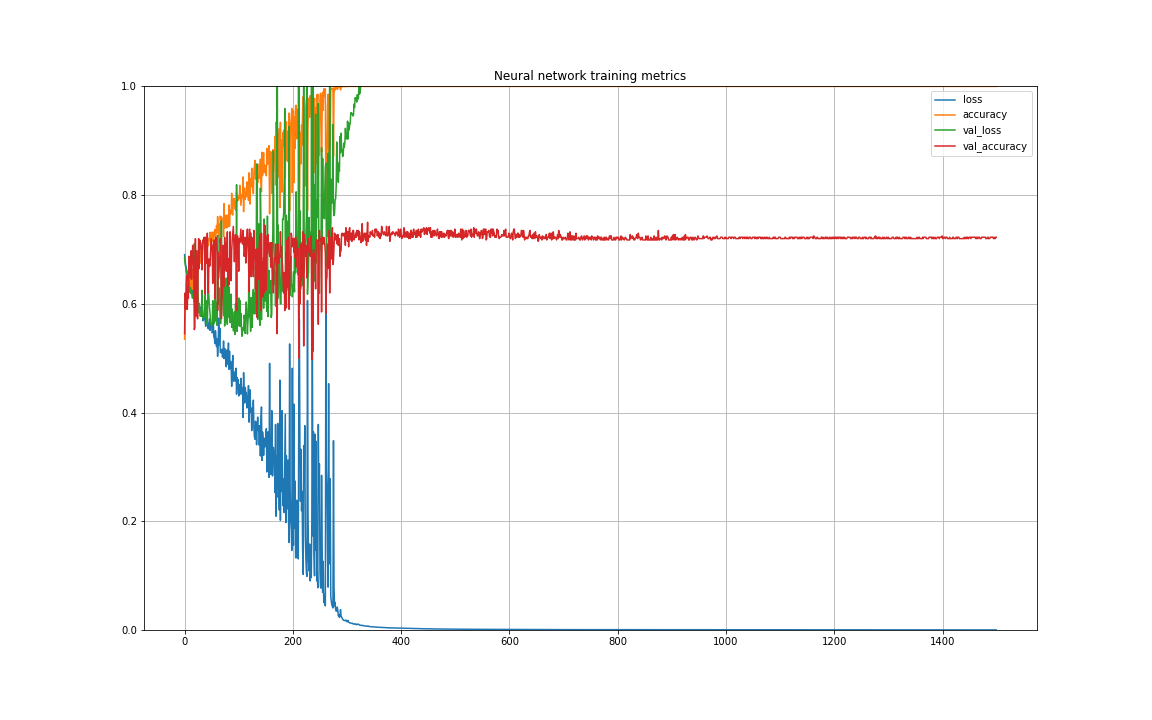 Neural network training metrics
1.0
loss
accuracy
val_loss
val_accuracy
0.8
0.6
0.4
0.2
0.0
0 200 400 600 800 1000 1200 1400